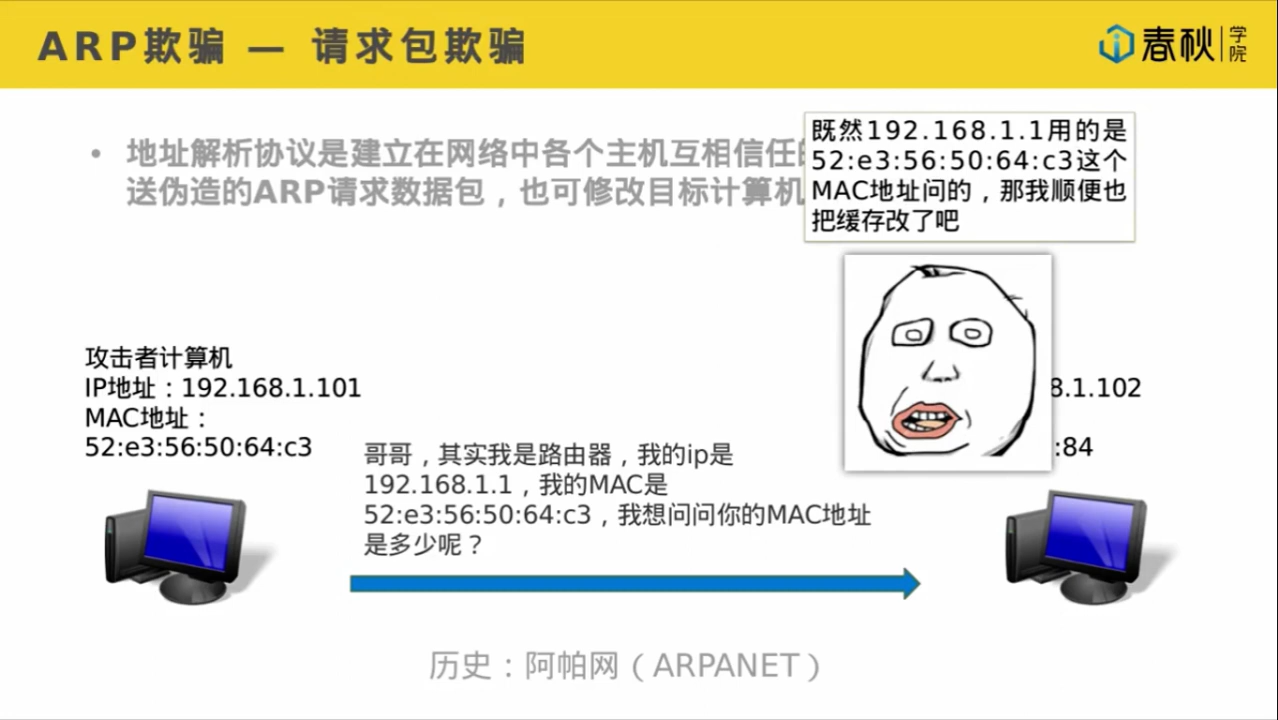 ARP欺骗 — 请求包欺骗
春秋 学院
• 地址解析协议是建立在网络中各个主机互相信任
送伪造的ARP请求数据包，也可修改目标计算机
既然192.168.1.1用的是
52:e3:56:50:64:c3这个
MAC地址问的，那我顺便也
把缓存改了吧
攻击者计算机
IP地址：192.168.1.101
MAC地址：
52:e3:56:50:64:c3
8.1.102
:84
哥哥，其实我是路由器，我的ip是
192.168.1.1，我的MAC是
52:e3:56:50:64:c3，我想问问你的MAC地址
是多少呢？
历史：阿帕网（ARPANET）